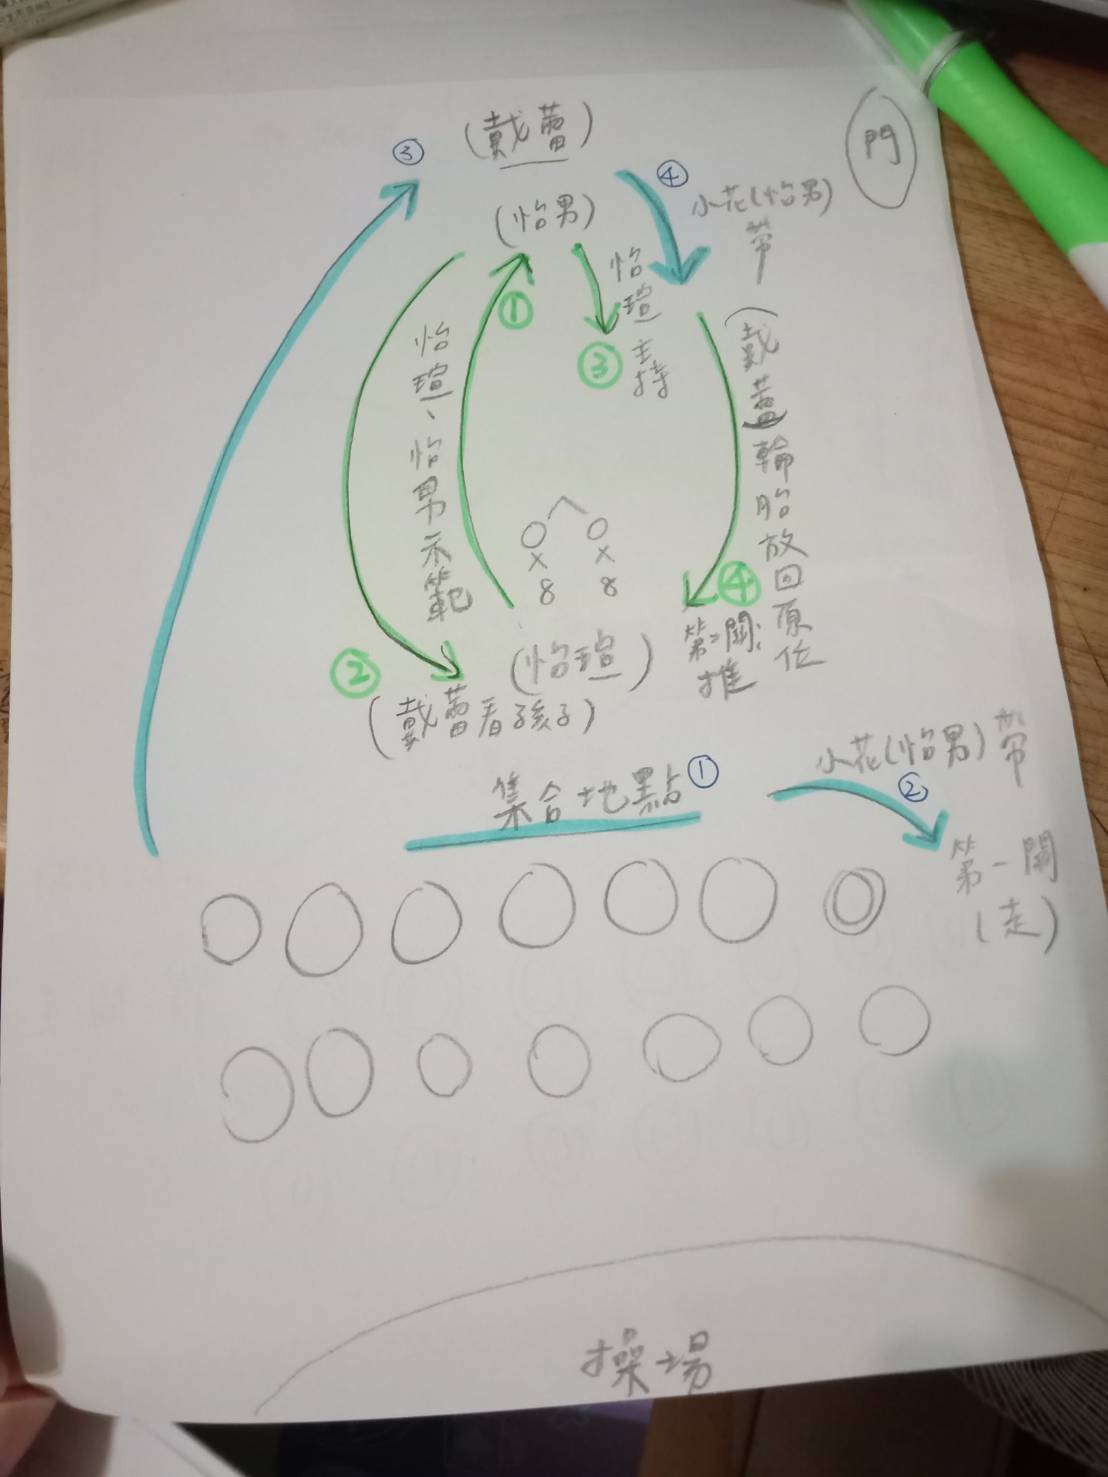 ③
(戴蕾)
④
門
小花(怡男)
帶
(怡男)
①
怡瑄
③主持
怡瑄、怡男示範
(戴蕾)輪胎放回原位
×
8
×
8
④
第二關:
推
②
(怡瑄)
(戴蕾看孩子)
集合地點①
小花(怡男)帶
②
第一關
(走)
操場